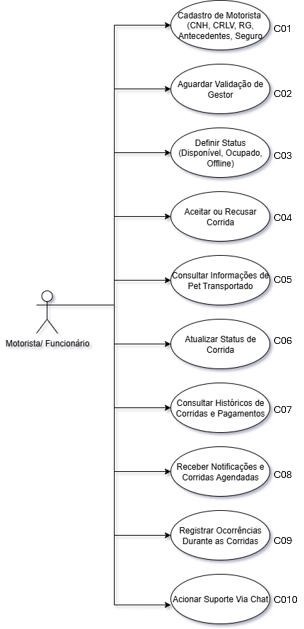 Cadastro de Motorista
(CNH, CRLV, RG,
Antecedentes, Seguro
C01
Aguardar Validação de
Gestor
C02
Definir Status
(Disponível, Ocupado,
Offline)
C03
Aceitar ou Recusar
Corrida
C04
Consultar Informações de
Pet Transportado
C05
Motorista/ Funcionário
Atualizar Status de
Corrida
C06
Consultar Históricos de
Corridas e Pagamentos
C07
Receber Notificações e
Corridas Agendadas
C08
Registrar Ocorrências
Durante as Corridas
C09
Acionar Suporte Via Chat
C010